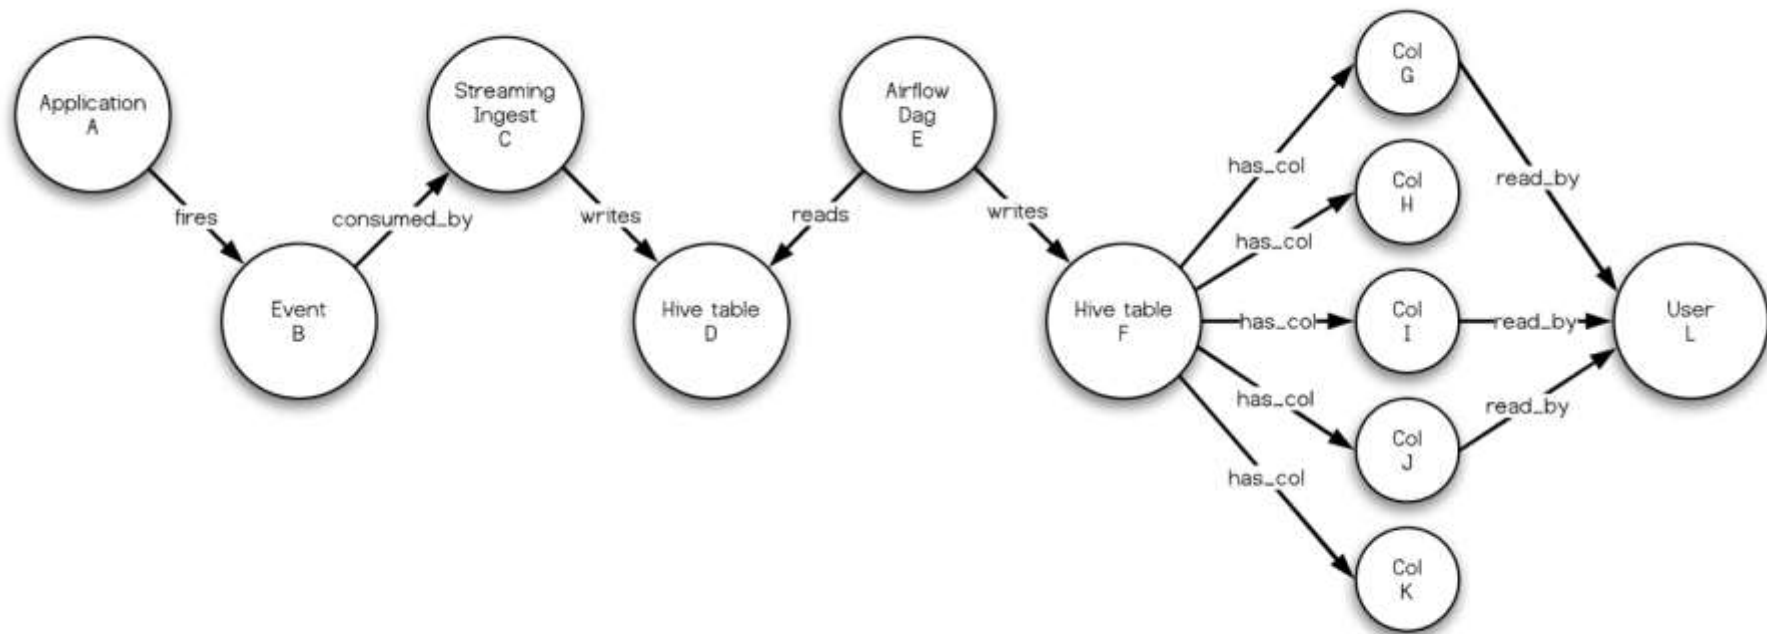 Application
A
fires
Event
B
consumed_by
Streaming
Ingest
C
writes
Hive table
D
reads
Airflow
Dag
E
writes
Hive table
F
has_col
has_col
has_col
has_col
has_col
Col
G
Col
H
Col
I
Col
J
Col
K
read_by
read_by
read_by
User
L